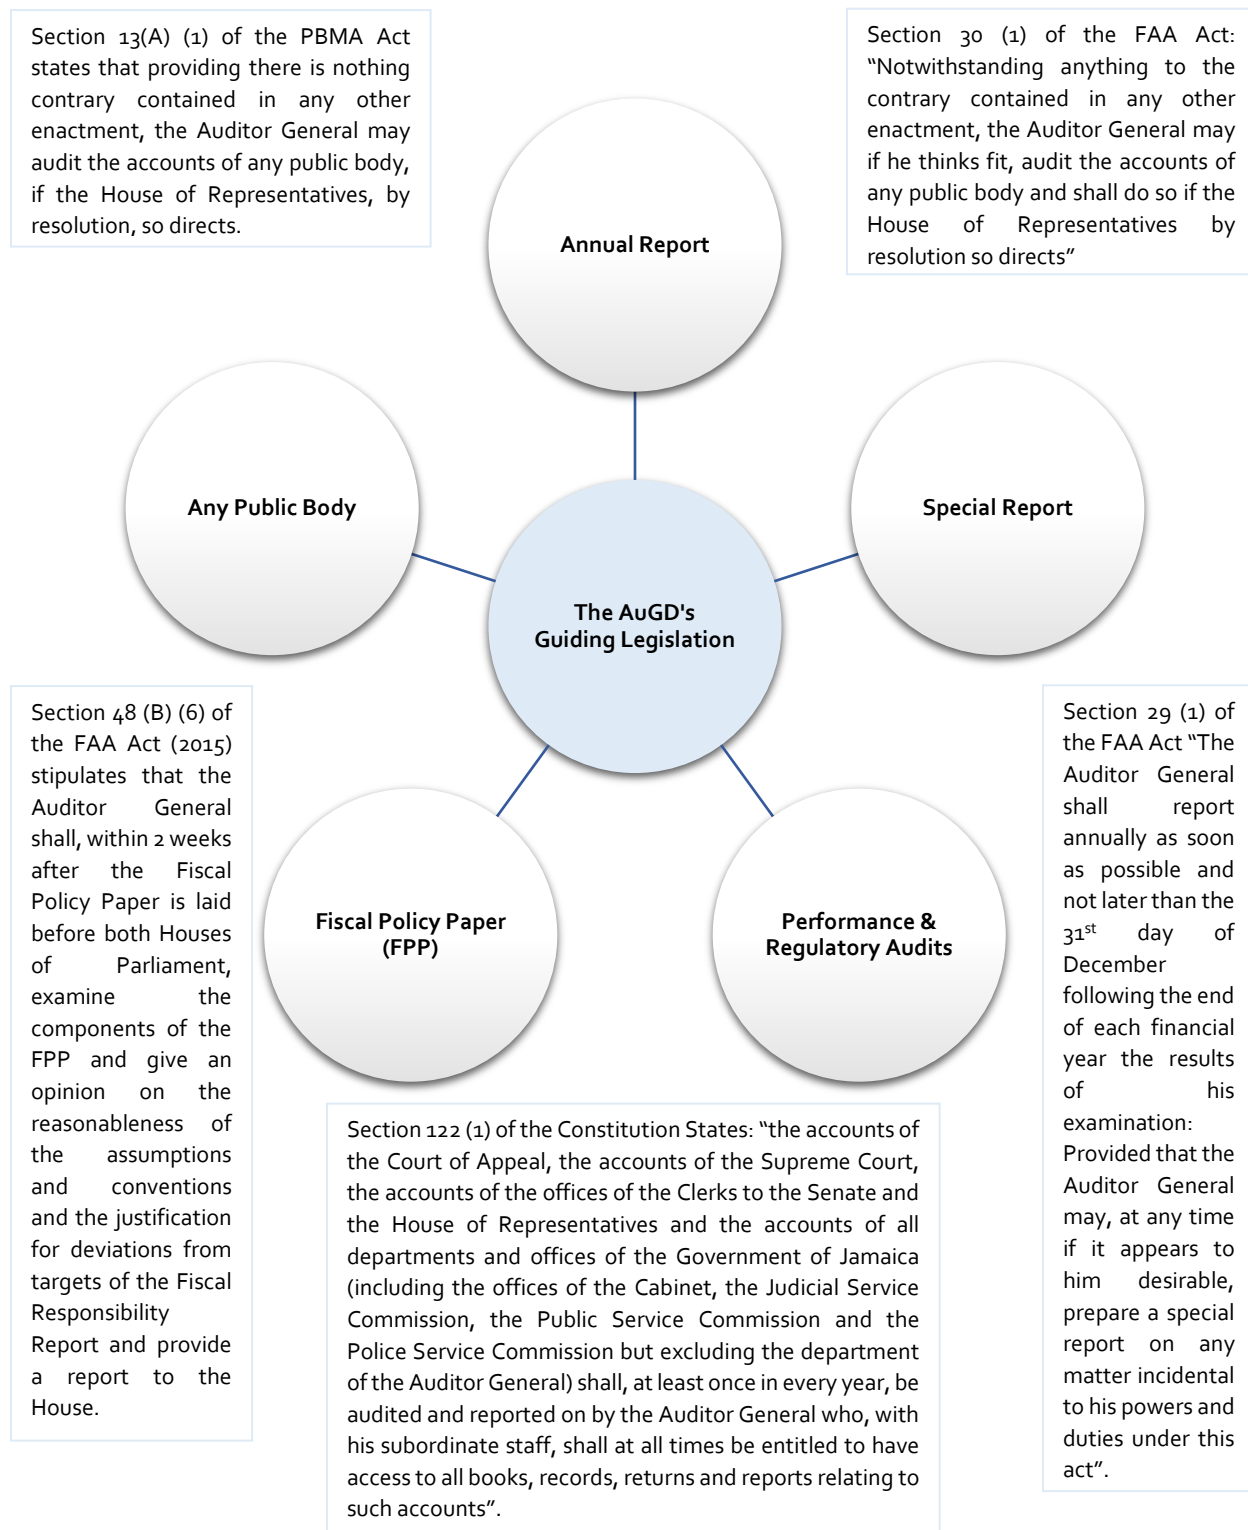 Section 13(A) (1) of the PBMA Act
states that providing there is nothing
contrary contained in any other
enactment, the Auditor General may
audit the accounts of any public body,
if the House of Representatives, by
resolution, so directs.
Section 30 (1) of the FAA Act:
“Notwithstanding anything to the
contrary contained in any other
enactment, the Auditor General may
if he thinks fit, audit the accounts of
any public body and shall do so if the
House of Representatives by
resolution so directs”
Annual Report
Any Public Body
Special Report
The AuGD's
Guiding Legislation
Section 48 (B) (6) of
the FAA Act (2015)
stipulates that the
Auditor General
shall, within 2 weeks
after the Fiscal
Policy Paper is laid
before both Houses
of Parliament,
examine the
components of the
FPP and give an
opinion on the
reasonableness of
the assumptions
and conventions
and the justification
for deviations from
targets of the Fiscal
Responsibility
Report and provide
a report to the
House.
Fiscal Policy Paper
(FPP)
Performance &
Regulatory Audits
Section 29 (1) of
the FAA Act “The
Auditor General
shall report
annually as soon
as possible and
not later than the
31st day of
December
following the end
of each financial
year the results
of his
examination:
Provided that the
Auditor General
may, at any time
if it appears to
him desirable,
prepare a special
report on any
matter incidental
to his powers and
duties under this
act”.
Section 122 (1) of the Constitution States: “the accounts of
the Court of Appeal, the accounts of the Supreme Court,
the accounts of the offices of the Clerks to the Senate and
the House of Representatives and the accounts of all
departments and offices of the Government of Jamaica
(including the offices of the Cabinet, the Judicial Service
Commission, the Public Service Commission and the
Police Service Commission but excluding the department
of the Auditor General) shall, at least once in every year, be
audited and reported on by the Auditor General who, with
his subordinate staff, shall at all times be entitled to have
access to all books, records, returns and reports relating to
such accounts”.